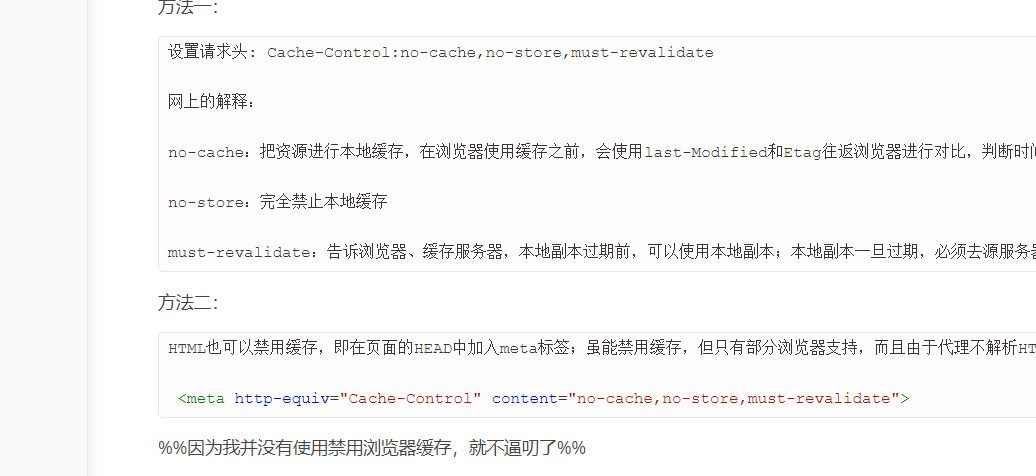 方法一：
设置请求头: Cache-Control:no-cache,no-store,must-revalidate
网上的解释：
no-cache：把资源进行本地缓存，在浏览器使用缓存之前，会使用last-Modified和Etag往返浏览器进行对比，判断时间
no-store：完全禁止本地缓存
must-revalidate：告诉浏览器、缓存服务器，本地副本过期前，可以使用本地副本；本地副本一旦过期，必须去源服务器
方法二：
HTML也可以禁用缓存，即在页面的HEAD中加入meta标签；虽能禁用缓存，但只有部分浏览器支持，而且由于代理不解析HT
<meta http-equiv="Cache-Control" content="no-cache,no-store,must-revalidate">
%%因为我并没有使用禁用浏览器缓存，就不逼叨了%%